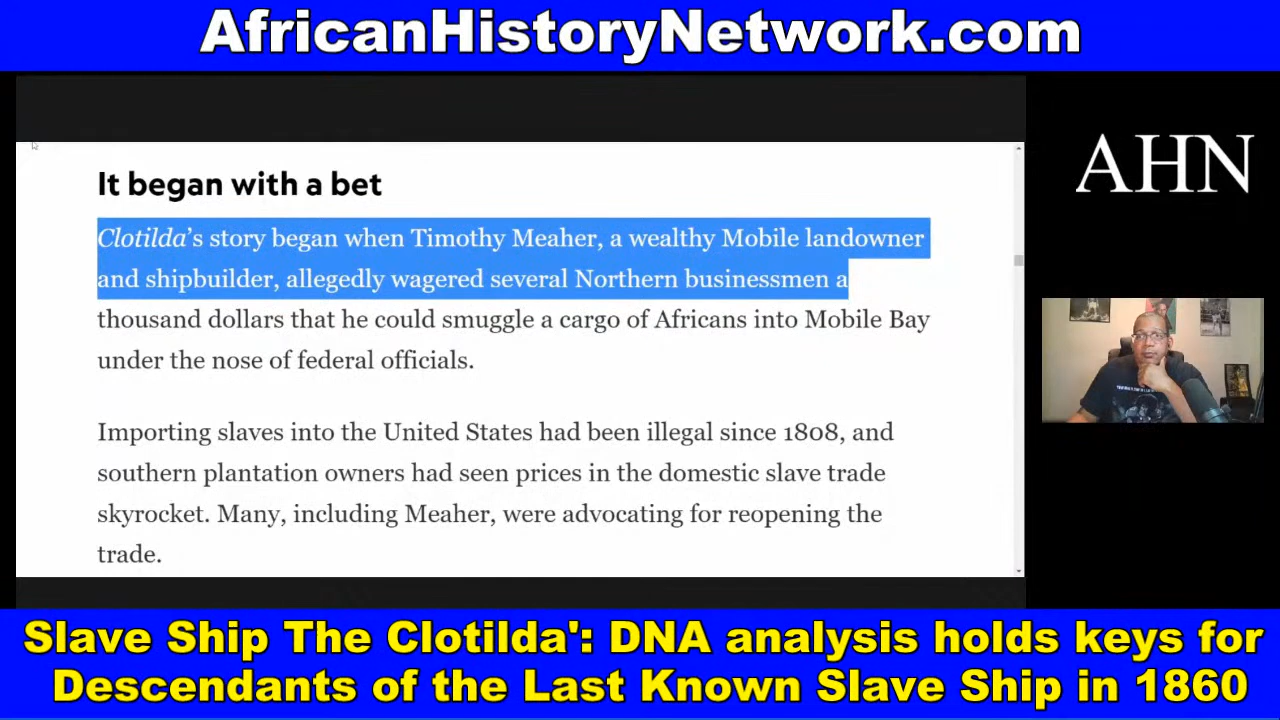 AfricanHistoryNetwork.com
It began with a bet
Clotilda's story began when Timothy Meaher, a wealthy Mobile landowner
and shipbuilder, allegedly wagered several Northern businessmen a
thousand dollars that he could smuggle a cargo of Africans into Mobile Bay
under the nose of federal officials.
Importing slaves into the United States had been illegal since 1808, and
southern plantation owners had seen prices in the domestic slave trade
skyrocket. Many, including Meaher, were advocating for reopening the
trade.
AHN
Slave Ship The Clotilda': DNA analysis holds keys for
Descendants of the Last Known Slave Ship in 1860